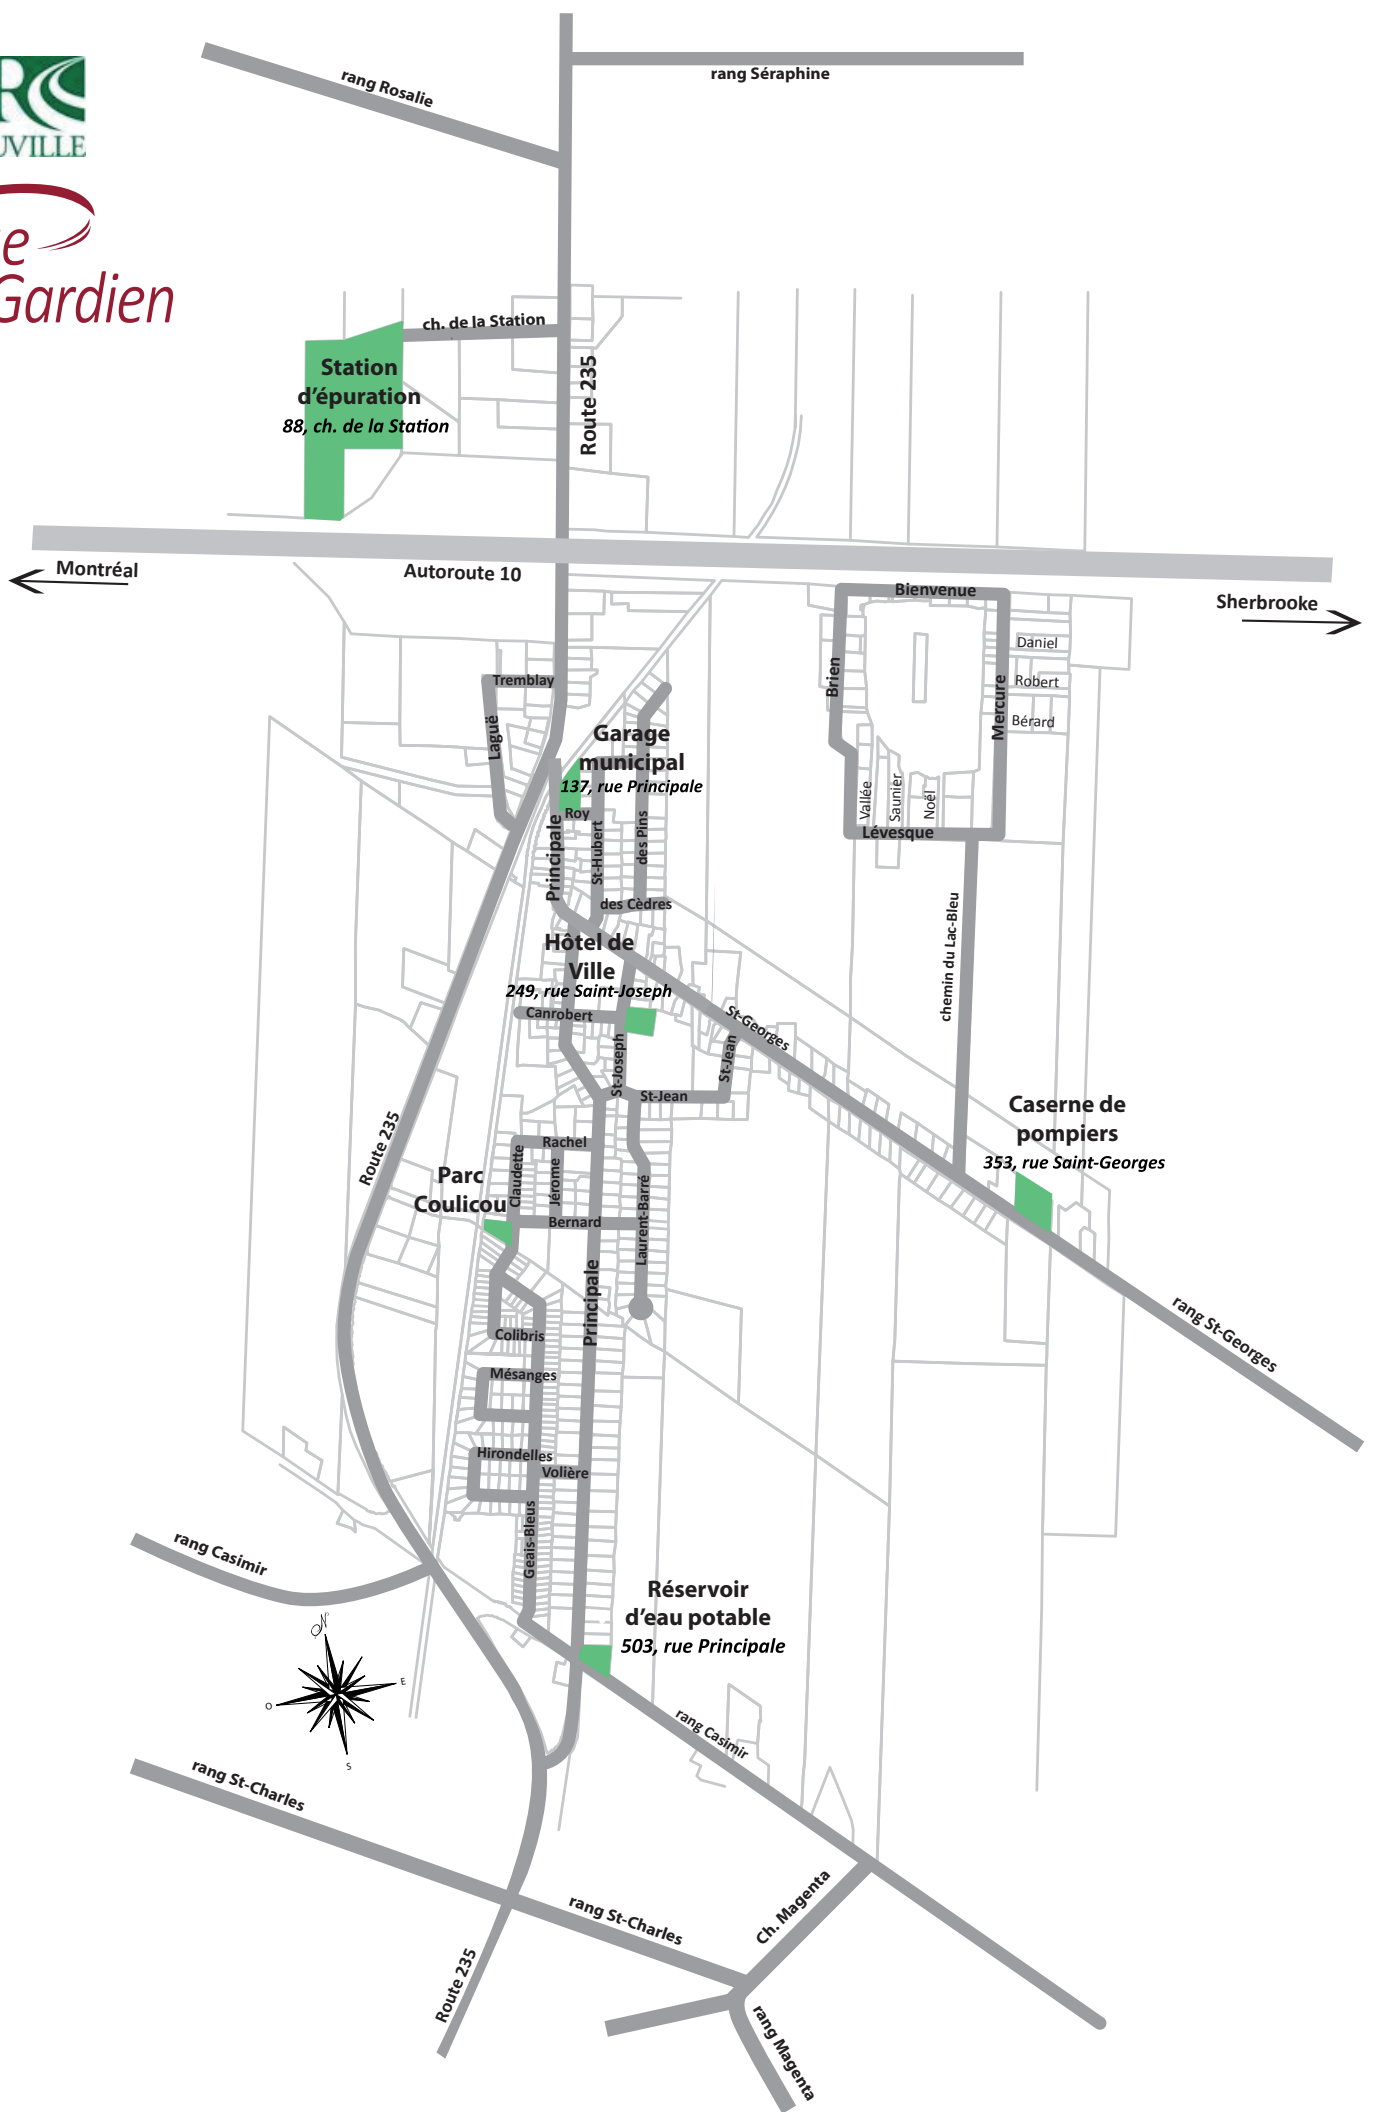 rang Séraphine
rang Rosalie
R
UVILLE
e
Gardien
ch. de la Station
Station
d'épuration
88, ch. de la Station
Route 235
Montréal
Autoroute 10
Sherbrooke
Bienvenue
Daniel
Robert
Bérard
Brien
Mercure
Vallée
Saunier
Noël
Lévesque
Tremblay
Laguë
Garage
municipal
137, rue Principale
Roy
Principale
St-Hubert
des Pins
des Cèdres
Hôtel de
Ville
249, rue Saint-Joseph
Canrobert
St-Joseph
St-Georges
St-Jean
St-Jean
chemin du Lac-Bleu
Caserne de
pompiers
353, rue Saint-Georges
Route 235
Rachel
Claudette
Jérome
Parc
Coulicou
Bernard
Laurent-Barré
Principale
rang St-Georges
Colibris
Mésanges
Hirondelles
Volière
Geais-Bleus
rang Casimir
Réservoir
d'eau potable
503, rue Principale
N
E
O
S
rang Casimir
rang St-Charles
rang St-Charles
Ch. Magenta
Route 235
rang Magenta